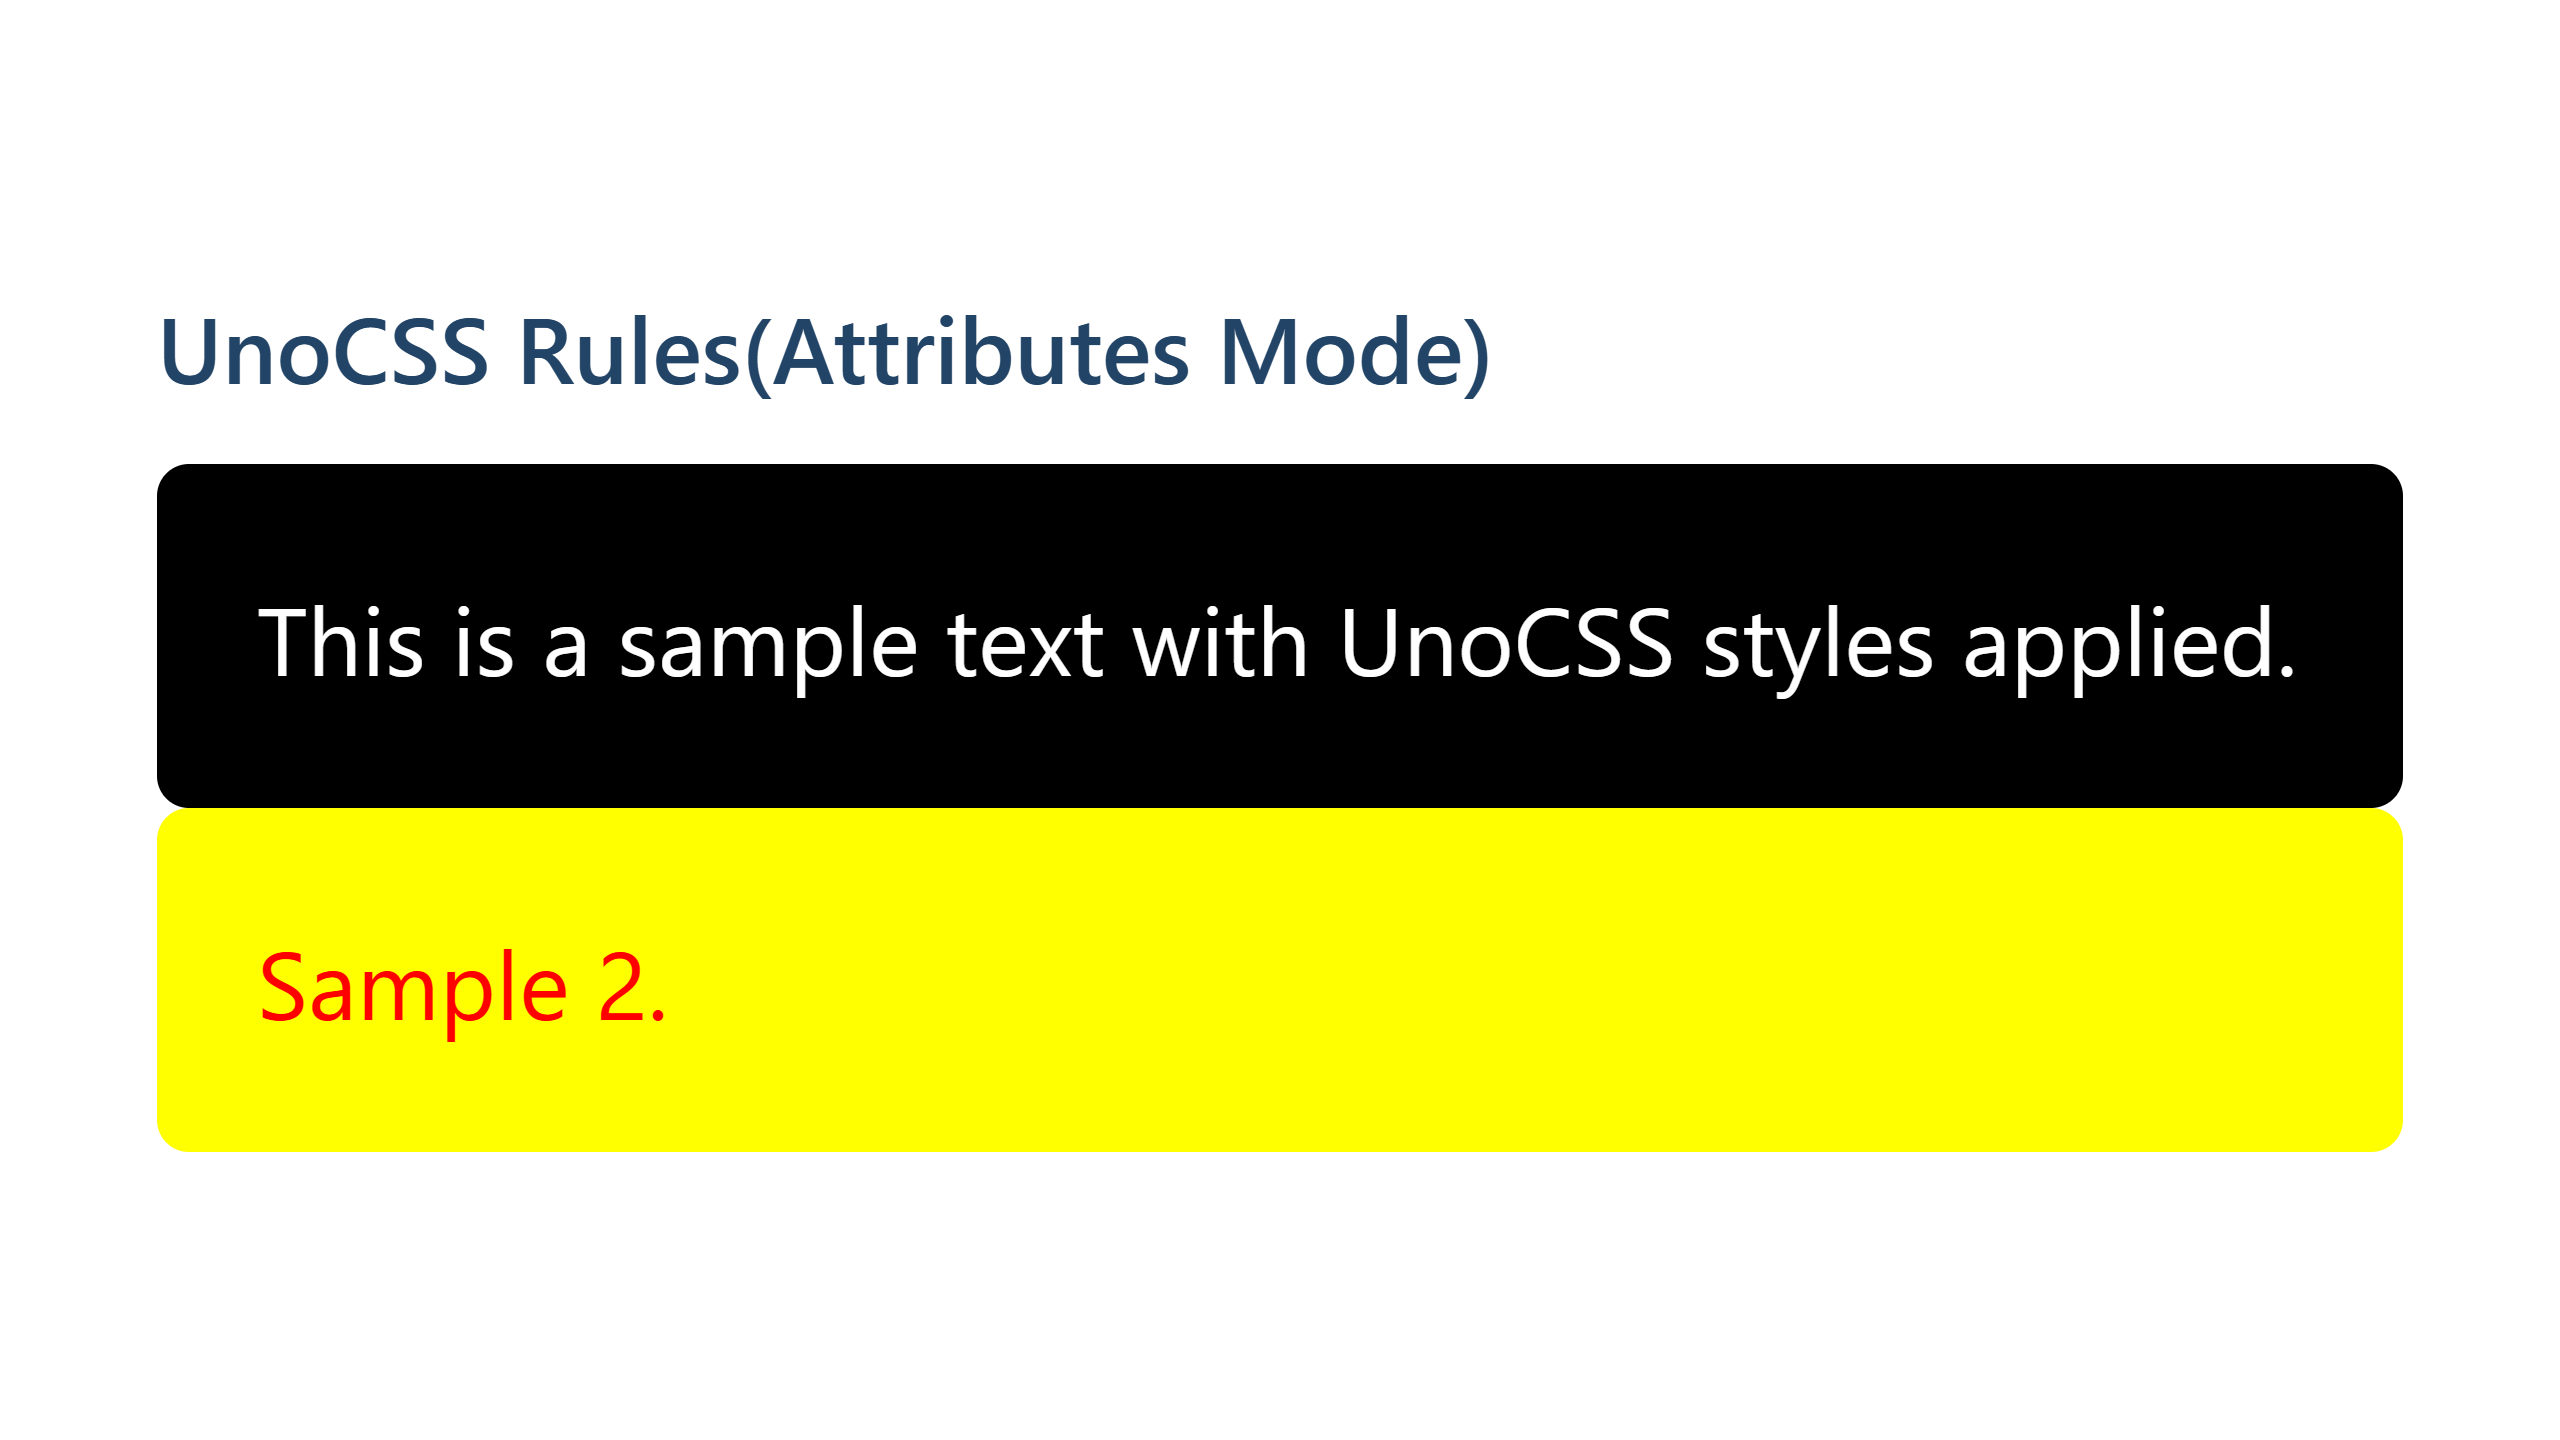 UnoCSS Rules(Attributes Mode)
This is a sample text with UnoCSS styles applied.
Sample 2.